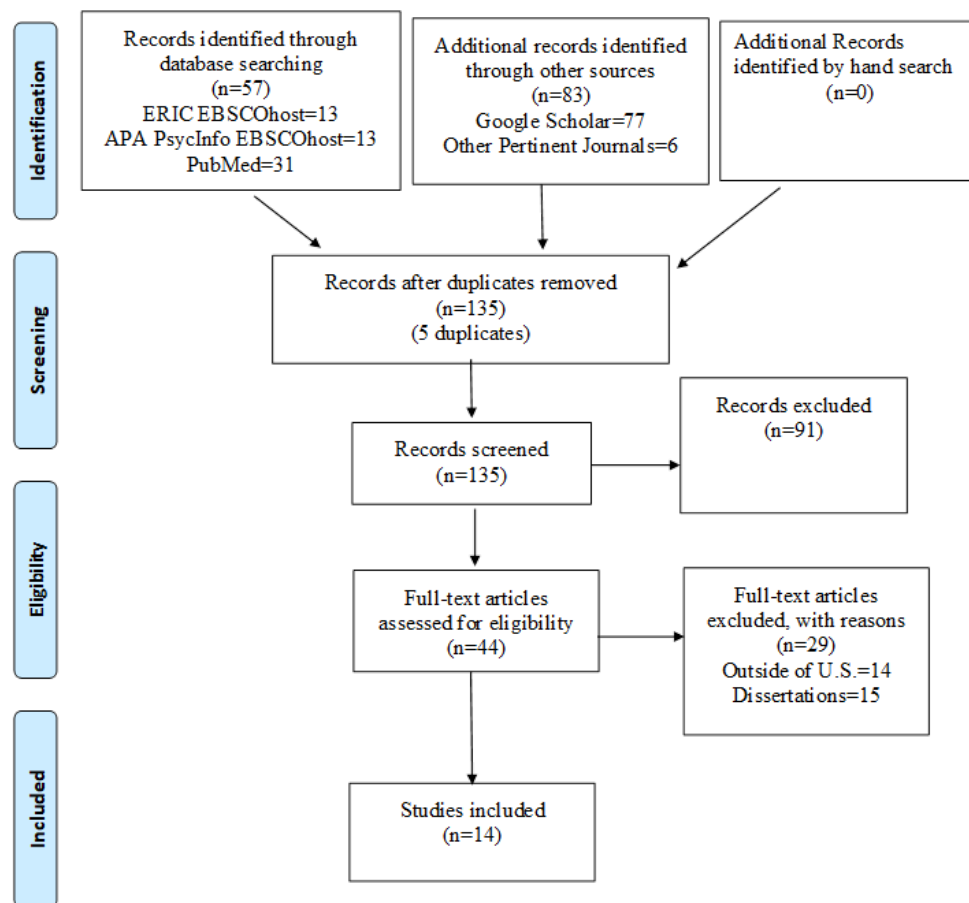 Identification
Records identified through
database searching
(n=57)
ERIC EBSCOhost=13
APA PsycInfo EBSCOhost=13
PubMed=31
Additional records identified
through other sources
(n=83)
Google Scholar=77
Other Pertinent Journals=6
Additional Records
identified by hand search
(n=0)
Screening
Records after duplicates removed
(n=135)
(5 duplicates)
Records screened
(n=135)
Records excluded
(n=91)
Eligibility
Full-text articles
assessed for eligibility
(n=44)
Full-text articles
excluded, with reasons
(n=29)
Outside of U.S.=14
Dissertations=15
Included
Studies included
(n=14)